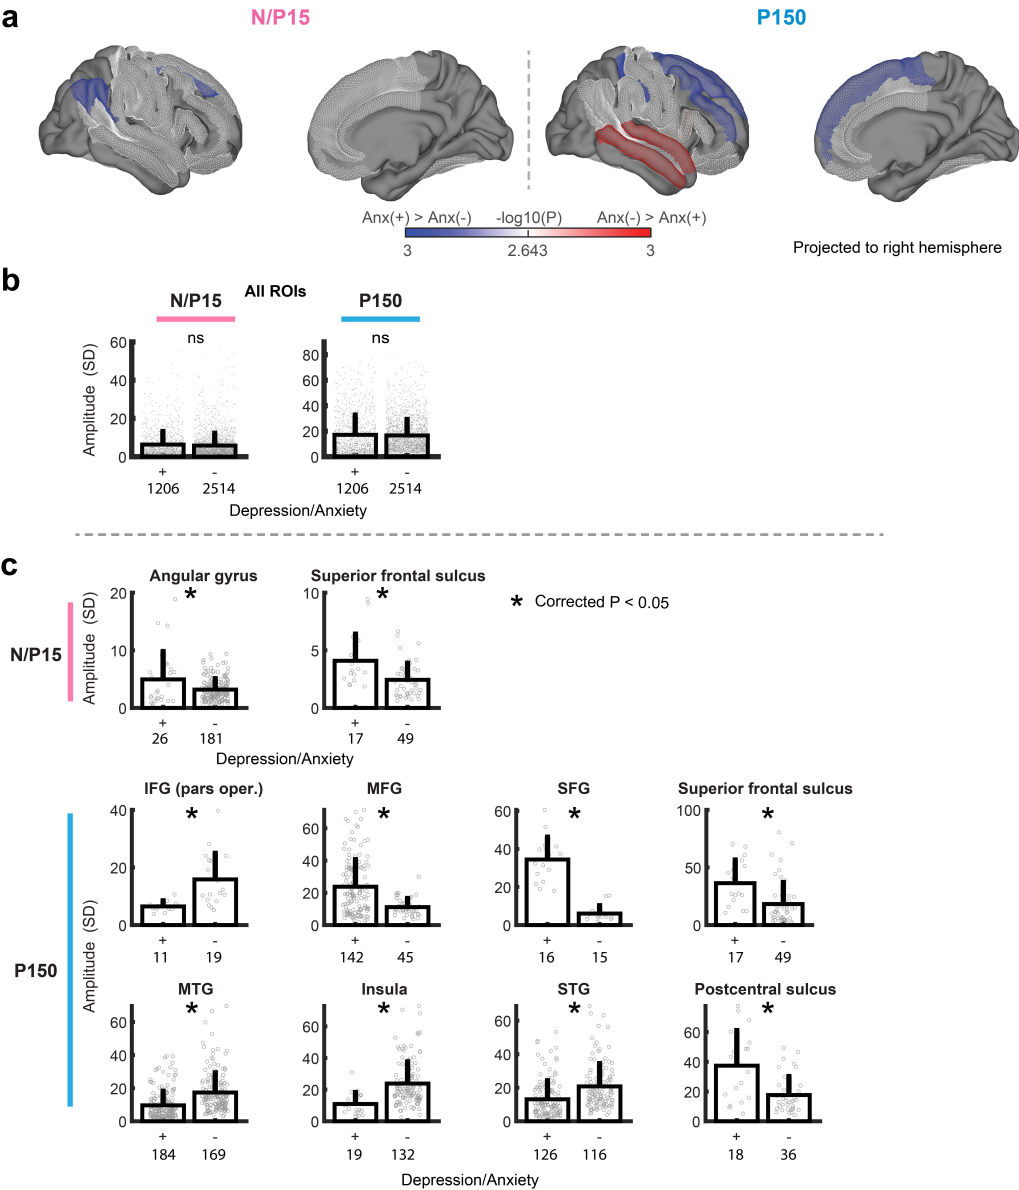 a
N/P15
P150
Anx(+) > Anx(-) -log10(P) Anx(-) > Anx(+)
3 2.643 3
Projected to right hemisphere
b
All ROIs
N/P15 P150
ns ns
Amplitude (SD)
60
40
20
0
80
60
40
20
0
+ - + -
1206 2514 1206 2514
Depression/Anxiety
c
Angular gyrus Superior frontal sulcus
* * * Corrected P < 0.05
N/P15
Amplitude (SD)
20
10
0
10
5
0
+ - + -
26 181 17 49
Depression/Anxiety
P150
Amplitude (SD)
IFG (pars oper.) MFG SFG Superior frontal sulcus
* * * *
40
20
0
60
40
20
0
60
40
20
0
100
50
0
+ - + - + - + -
11 19 142 45 16 15 17 49
MTG Insula STG Postcentral sulcus
* * * *
60
40
20
0
60
40
20
0
60
40
20
0
60
40
20
0
+ - + - + - + -
184 169 19 132 126 116 18 36
Depression/Anxiety